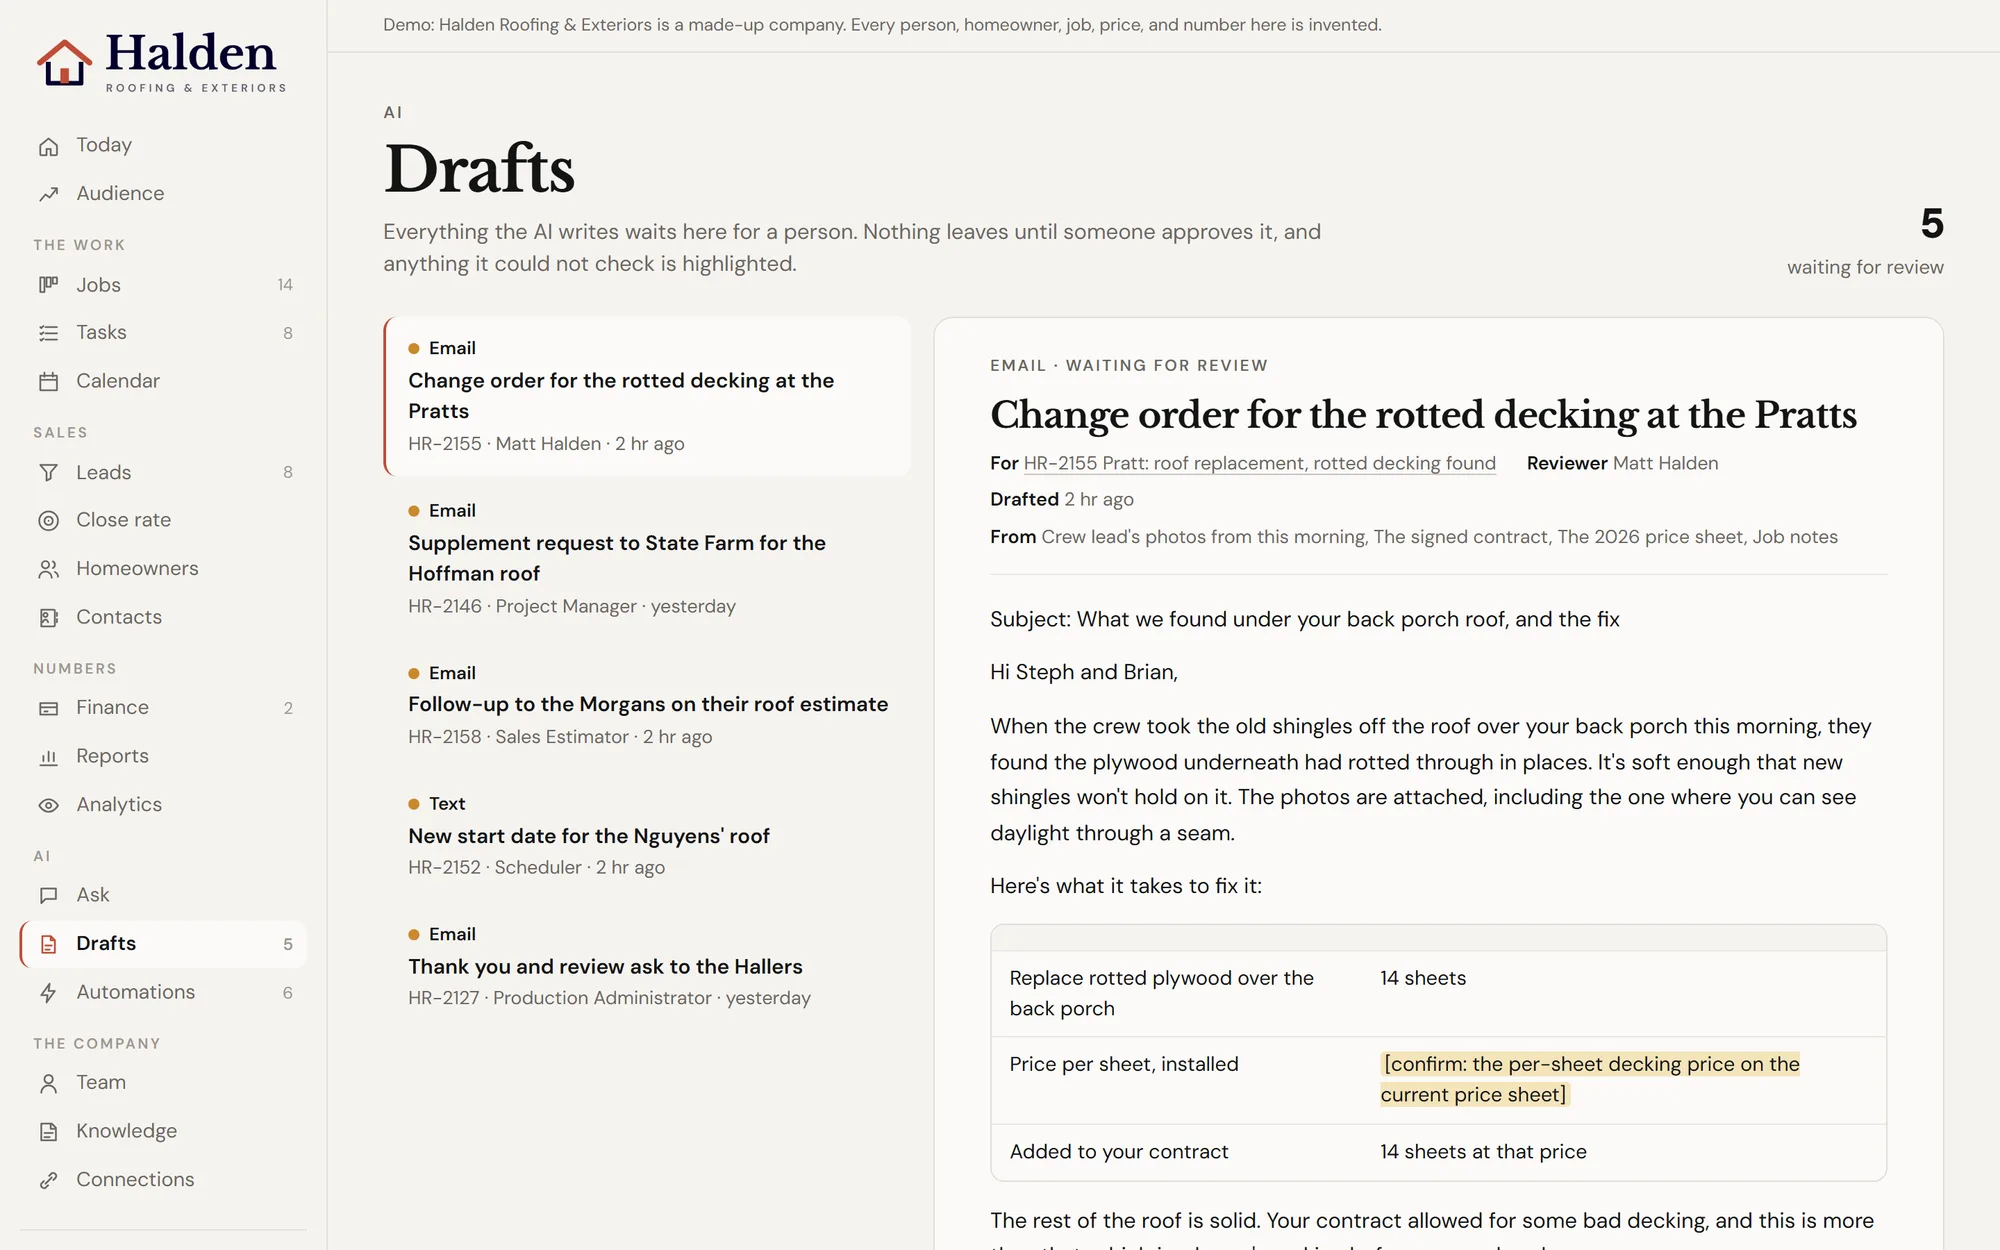 Halden
ROOFING & EXTERIORS
Today
Audience
THE WORK
Jobs 14
Tasks 8
Calendar
SALES
Leads 8
Close rate
Homeowners
Contacts
NUMBERS
Finance 2
Reports
Analytics
AI
Ask
Drafts 5
Automations 6
THE COMPANY
Team
Knowledge
Connections
Demo: Halden Roofing & Exteriors is a made-up company. Every person, homeowner, job, price, and number here is invented.
AI
Drafts
Everything the AI writes waits here for a person. Nothing leaves until someone approves it, and
anything it could not check is highlighted.
5
waiting for review
Email
Change order for the rotted decking at the
Pratts
HR-2155 · Matt Halden · 2 hr ago
Email
Supplement request to State Farm for the
Hoffman roof
HR-2146 · Project Manager · yesterday
Email
Follow-up to the Morgans on their roof estimate
HR-2158 · Sales Estimator · 2 hr ago
Text
New start date for the Nguyens' roof
HR-2152 · Scheduler · 2 hr ago
Email
Thank you and review ask to the Hallers
HR-2127 · Production Administrator · yesterday
EMAIL · WAITING FOR REVIEW
Change order for the rotted decking at the Pratts
For HR-2155 Pratt: roof replacement, rotted decking found Reviewer Matt Halden
Drafted 2 hr ago
From Crew lead's photos from this morning, The signed contract, The 2026 price sheet, Job notes
Subject: What we found under your back porch roof, and the fix
Hi Steph and Brian,
When the crew took the old shingles off the roof over your back porch this morning, they
found the plywood underneath had rotted through in places. It's soft enough that new
shingles won't hold on it. The photos are attached, including the one where you can see
daylight through a seam.
Here's what it takes to fix it:
Replace rotted plywood over the
back porch
14 sheets
Price per sheet, installed
[confirm: the per-sheet decking price on the
current price sheet]
Added to your contract
14 sheets at that price
The rest of the roof is solid. Your contract allowed for some bad decking, and this is more